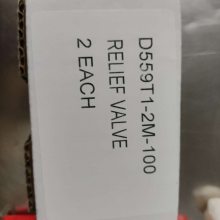 D559T1-2M-100
RELIEF VALVE
2 EACH